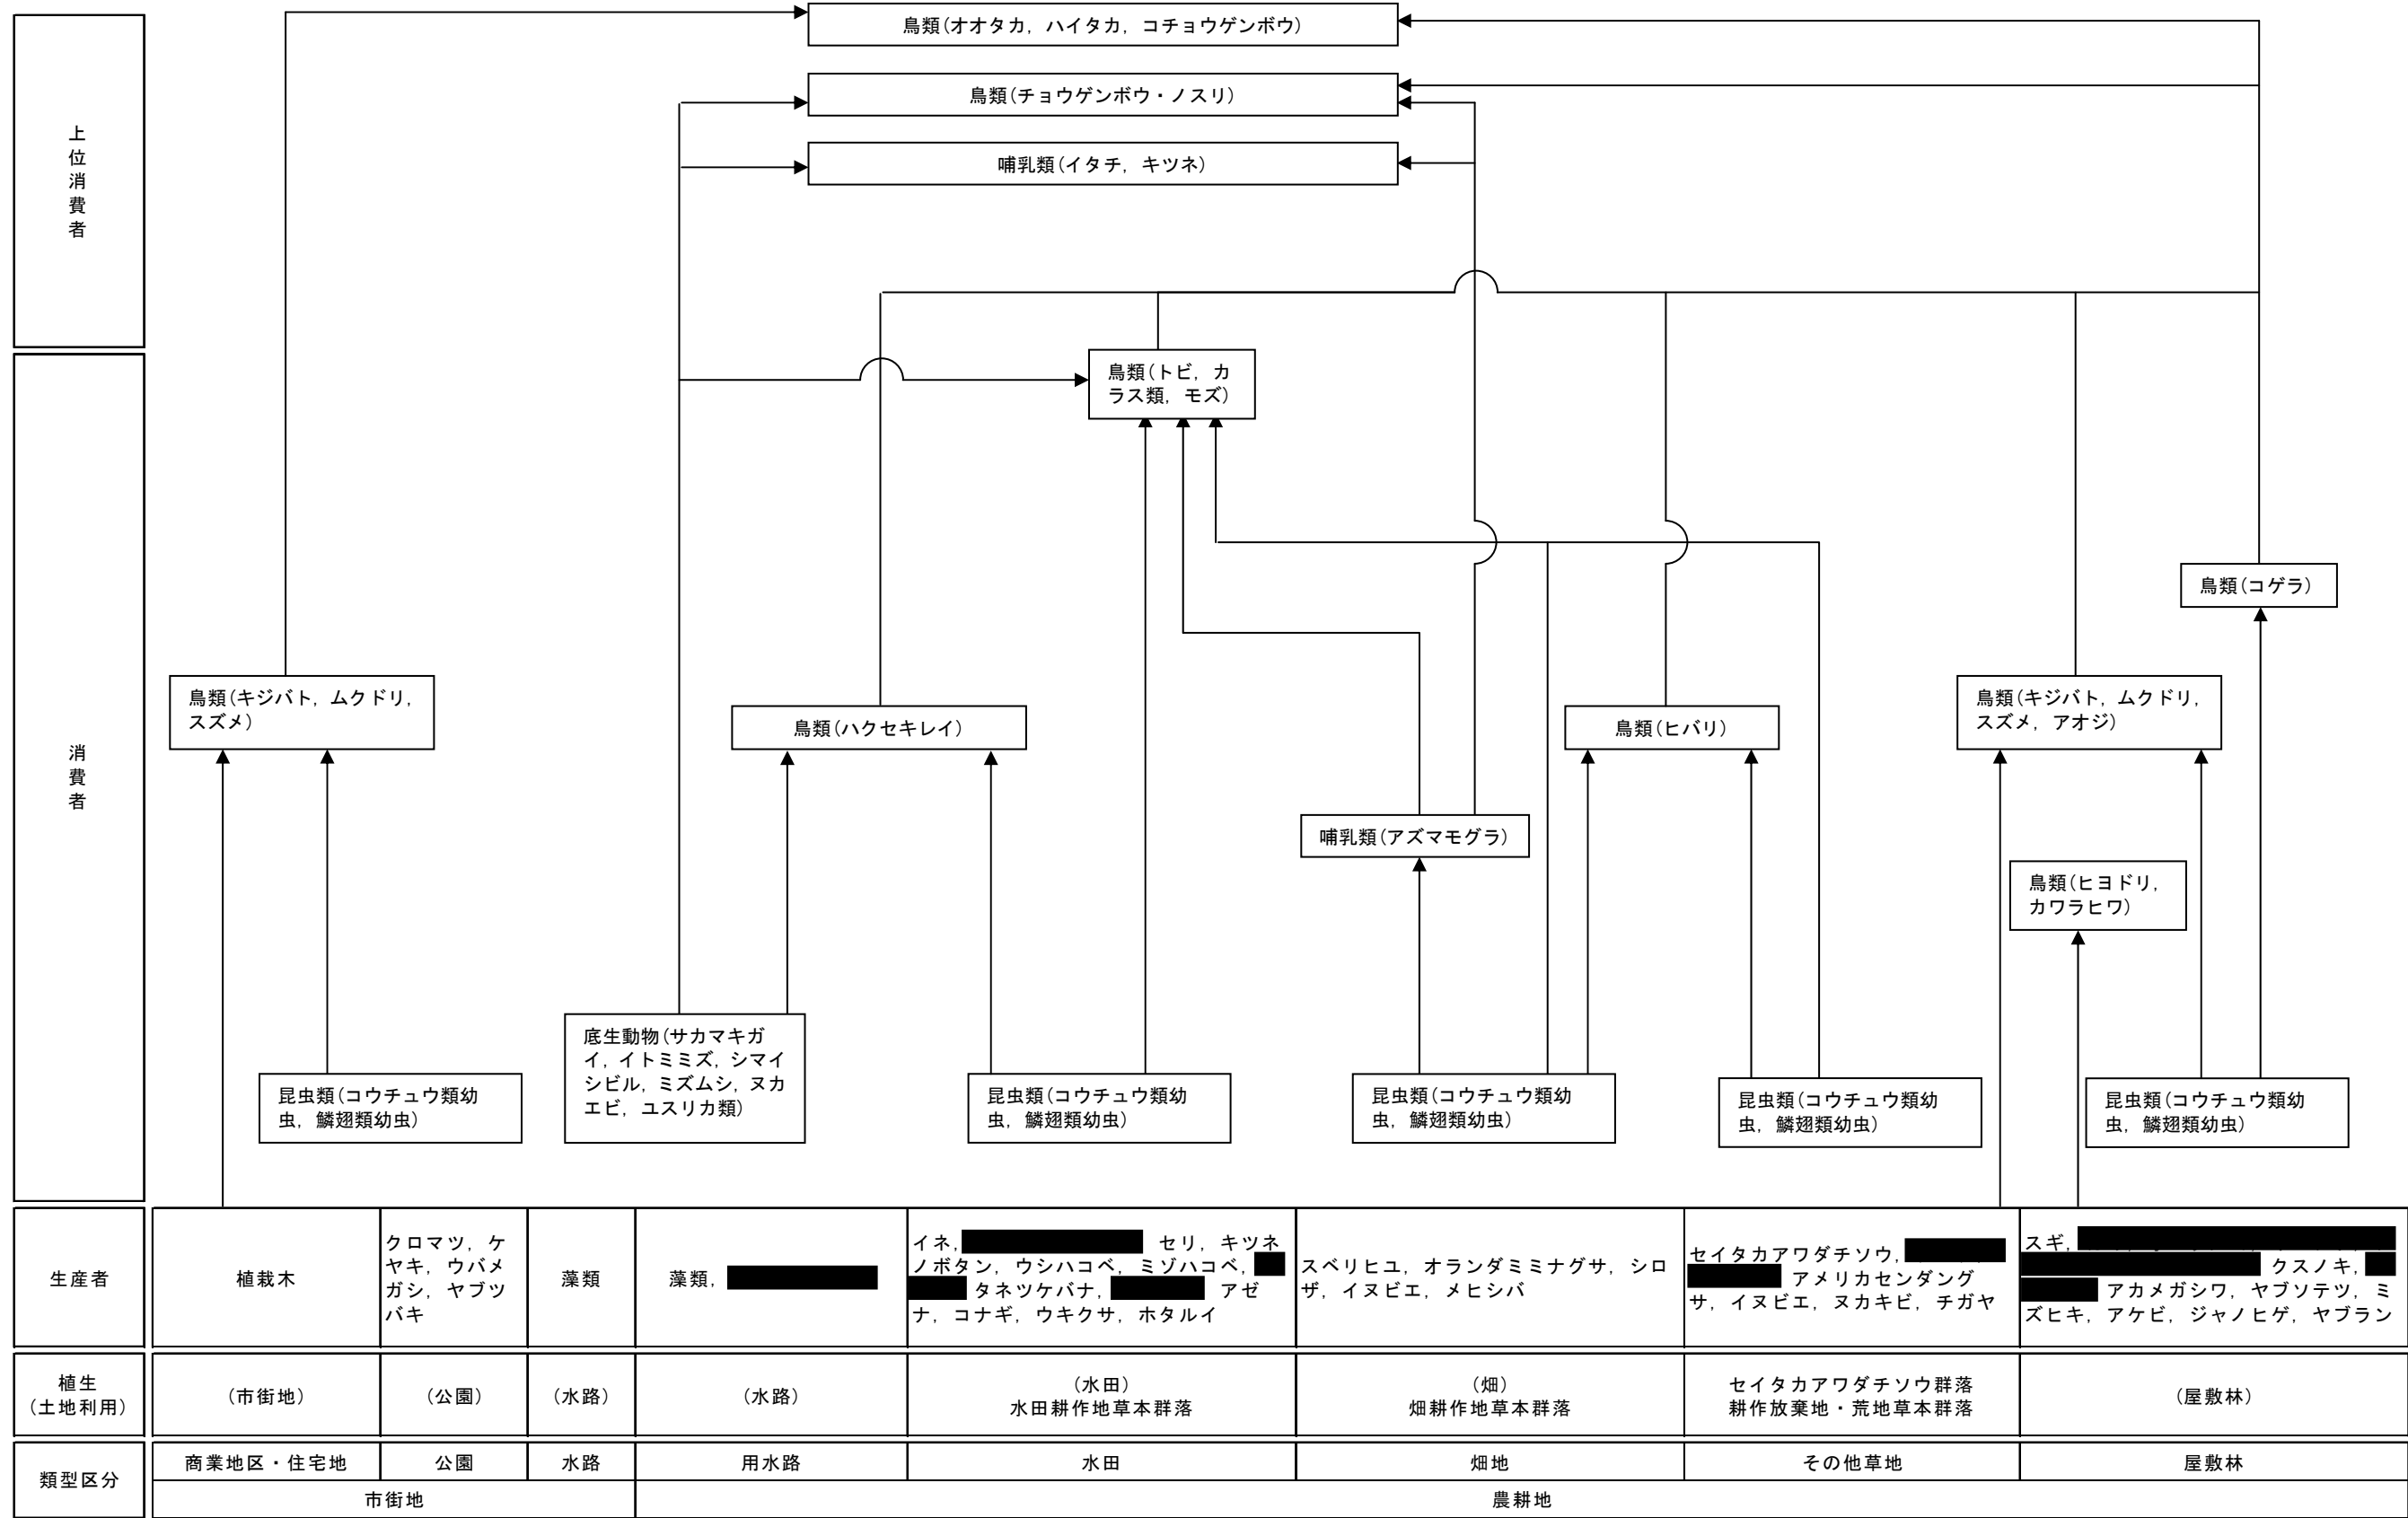 上位消費者
鳥類(オオタカ, ハイタカ, コチョウゲンボウ)
鳥類(チョウゲンボウ・ノスリ)
哺乳類(イタチ, キツネ)
消費者
鳥類(トビ, カ
ラス類, モズ)
鳥類(コゲラ)
鳥類(キジバト, ムクドリ,
スズメ)
鳥類(ハクセキレイ)
鳥類(ヒバリ)
鳥類(キジバト, ムクドリ,
スズメ, アオジ)
哺乳類(アズマモグラ)
鳥類(ヒヨドリ,
カワラヒワ)
昆虫類(コウチュウ類幼
虫, 鱗翅類幼虫)
底生動物(サカマキガ
イ, イトミミズ, シマイ
シビル, ミズムシ, ヌカ
エビ, ユスリカ類)
昆虫類(コウチュウ類幼
虫, 鱗翅類幼虫)
昆虫類(コウチュウ類幼
虫, 鱗翅類幼虫)
昆虫類(コウチュウ類幼
虫, 鱗翅類幼虫)
昆虫類(コウチュウ類幼
虫, 鱗翅類幼虫)
生産者
植栽木
クロマツ, ケ
ヤキ, ウバメ
ガシ, ヤブツ
バキ
藻類
藻類,
イネ, セリ, キツネ
ノボタン, ウシハコベ, ミゾハコベ,
タネツケバナ, アゼ
ナ, コナギ, ウキクサ, ホタルイ
スベリヒユ, オランダミミナグサ, シロ
ザ, イヌビエ, メヒシバ
セイタカアワダチソウ,
アメリカセンダング
サ, イヌビエ, ヌカキビ, チガヤ
スギ,
クスノキ,
アカメガシワ, ヤブソテツ, ミ
ズヒキ, アケビ, ジャノヒゲ, ヤブラン
植生
(土地利用)
(市街地)
(公園)
(水路)
(水路)
(水田)
水田耕作地草本群落
(畑)
畑耕作地草本群落
セイタカアワダチソウ群落
耕作放棄地・荒地草本群落
(屋敷林)
類型区分
商業地区・住宅地
公園
水路
用水路
水田
畑地
その他草地
屋敷林
市街地
農耕地